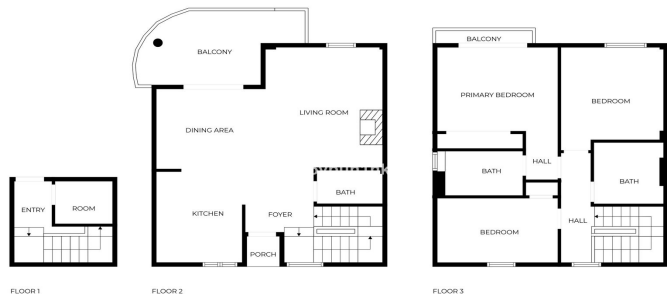 ENTRY
ROOM
FLOOR 1
BALCONY
LIVING ROOM
DINING AREA
BATH
KITCHEN
FOYER
PORCH
FLOOR 2
BALCONY
PRIMARY BEDROOM
BEDROOM
BATH
HALL
BATH
HALL
BEDROOM
FLOOR 3